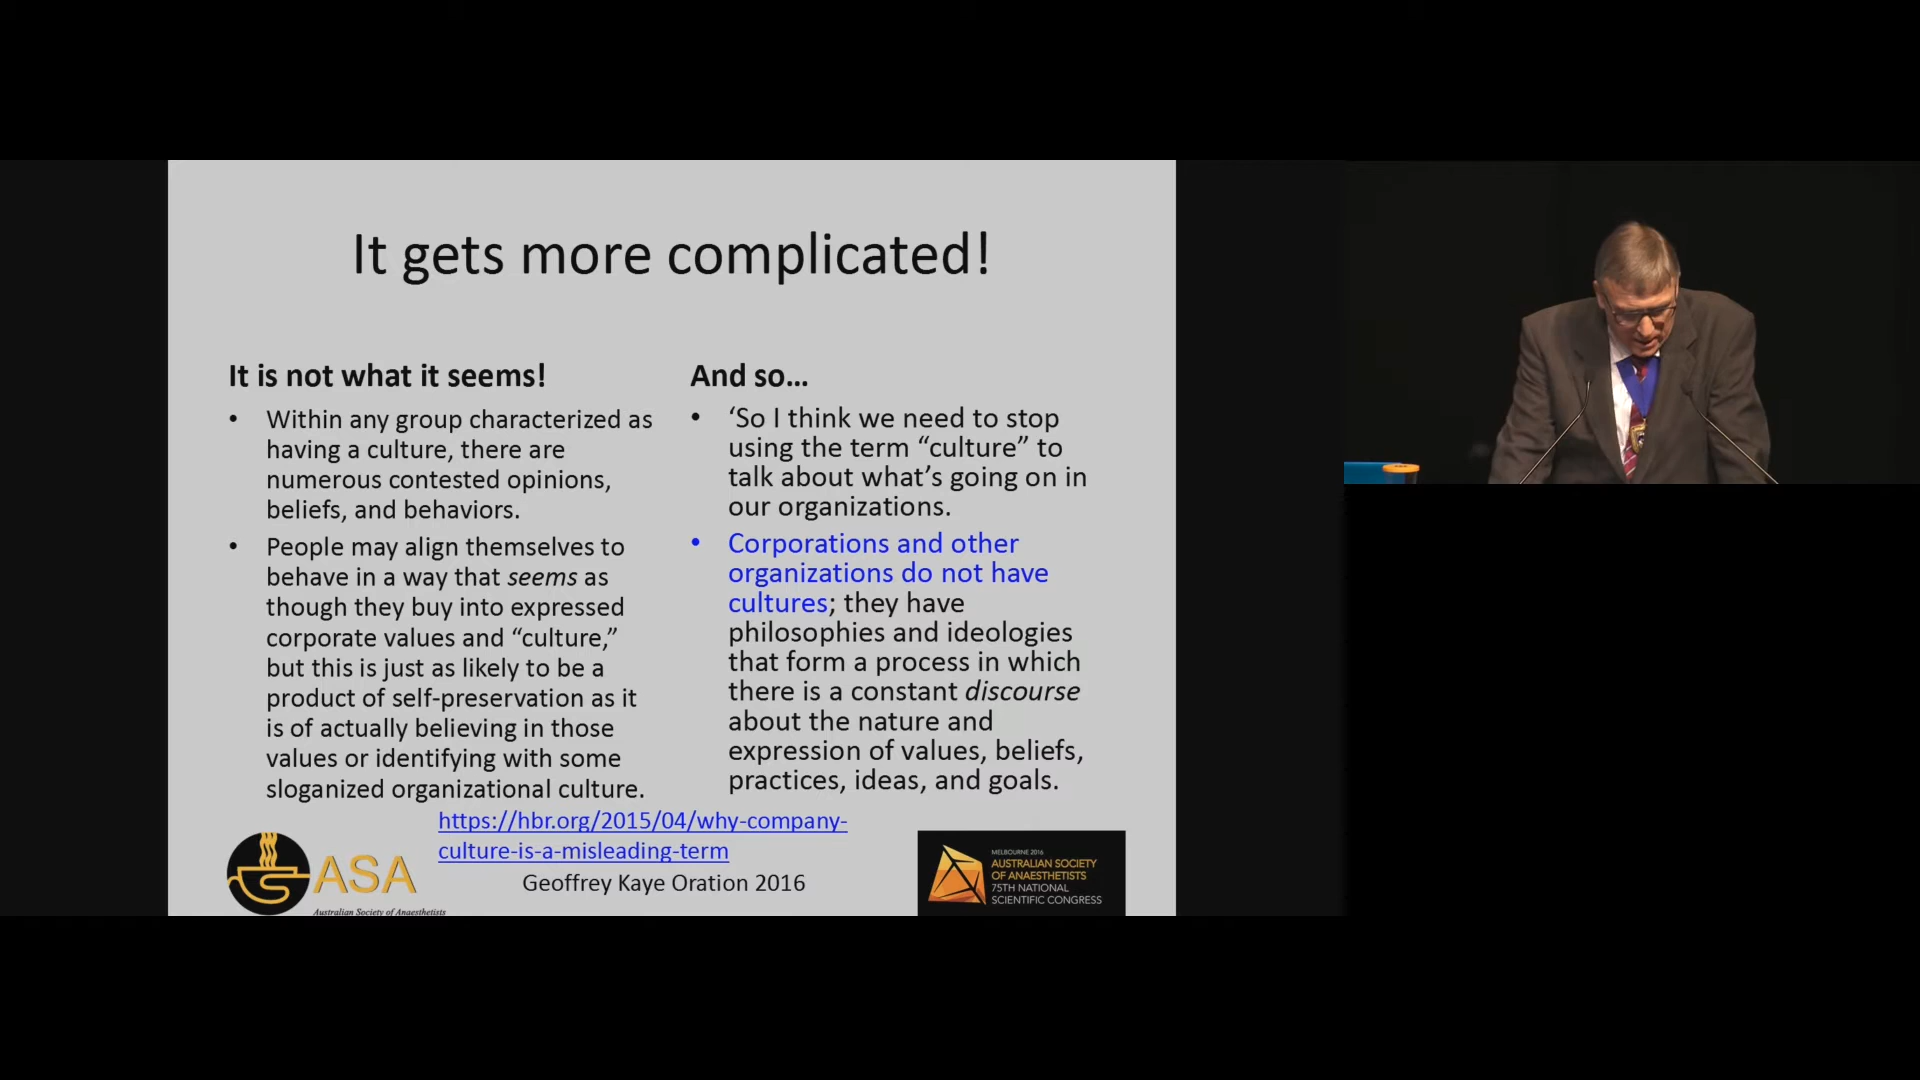 It gets more complicated!
It is not what it seems!
• Within any group characterized as
having a culture, there are
numerous contested opinions,
beliefs, and behaviors.
• People may align themselves to
behave in a way that seems as
though they buy into expressed
corporate values and “culture,”
but this is just as likely to be a
product of self-preservation as it
is of actually believing in those
values or identifying with some
sloganized organizational culture.
And so...
• ‘So I think we need to stop
using the term “culture” to
talk about what’s going on in
our organizations.
• Corporations and other
organizations do not have
cultures; they have
philosophies and ideologies
that form a process in which
there is a constant discourse
about the nature and
expression of values, beliefs,
practices, ideas, and goals.
https://hbr.org/2015/04/why-company-
culture-is-a-misleading-term
Geoffrey Kaye Oration 2016
ASA
Australian Society of Anaesthetists
MELBOURNE 2016
AUSTRALIAN SOCIETY
OF ANAESTHETISTS
75TH NATIONAL
SCIENTIFIC CONGRESS